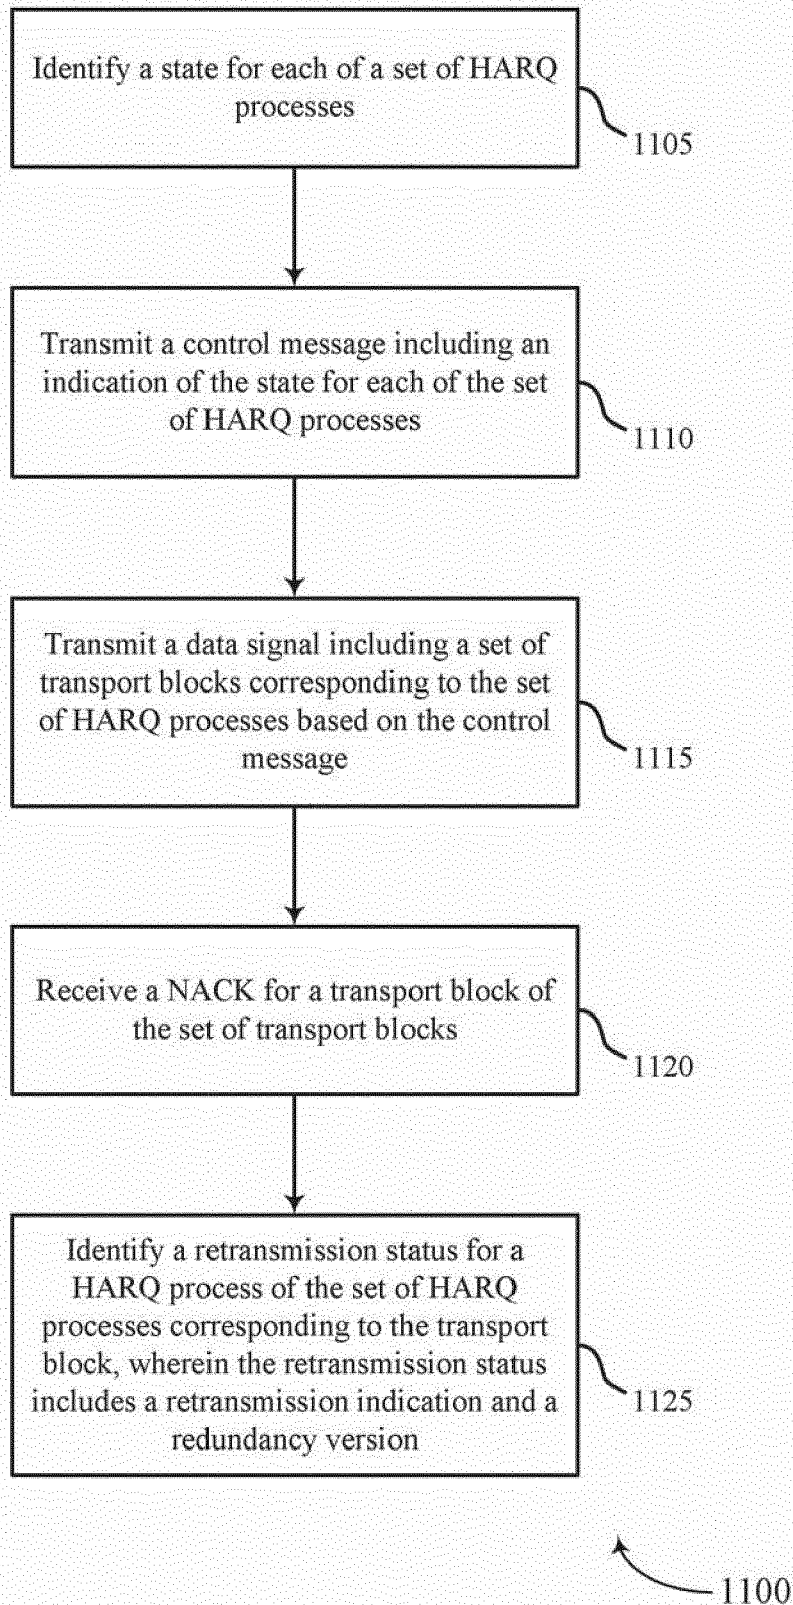 Identify a state for each of a set of HARQ
processes
1105
Transmit a control message including an
indication of the state for each of the set
of HARQ processes
1110
Transmit a data signal including a set of
transport blocks corresponding to the set
of HARQ processes based on the control
message
1115
Receive a NACK for a transport block of
the set of transport blocks
1120
Identify a retransmission status for a
HARQ process of the set of HARQ
processes corresponding to the transport
block, wherein the retransmission status
includes a retransmission indication and a
redundancy version
1125
1100